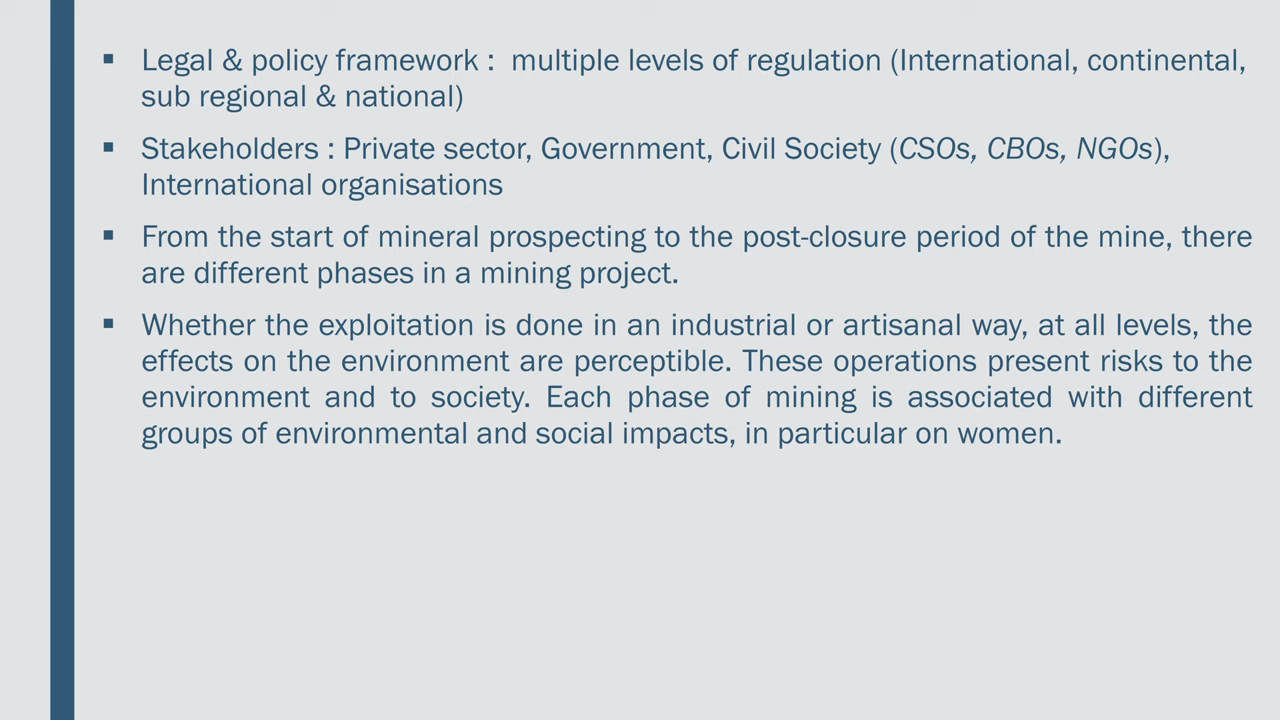 ▪ Legal & policy framework : multiple levels of regulation (International, continental,
sub regional & national)
▪ Stakeholders : Private sector, Government, Civil Society (CSOs, CBOs, NGOs),
International organisations
▪ From the start of mineral prospecting to the post-closure period of the mine, there
are different phases in a mining project.
▪ Whether the exploitation is done in an industrial or artisanal way, at all levels, the
effects on the environment are perceptible. These operations present risks to the
environment and to society. Each phase of mining is associated with different
groups of environmental and social impacts, in particular on women.